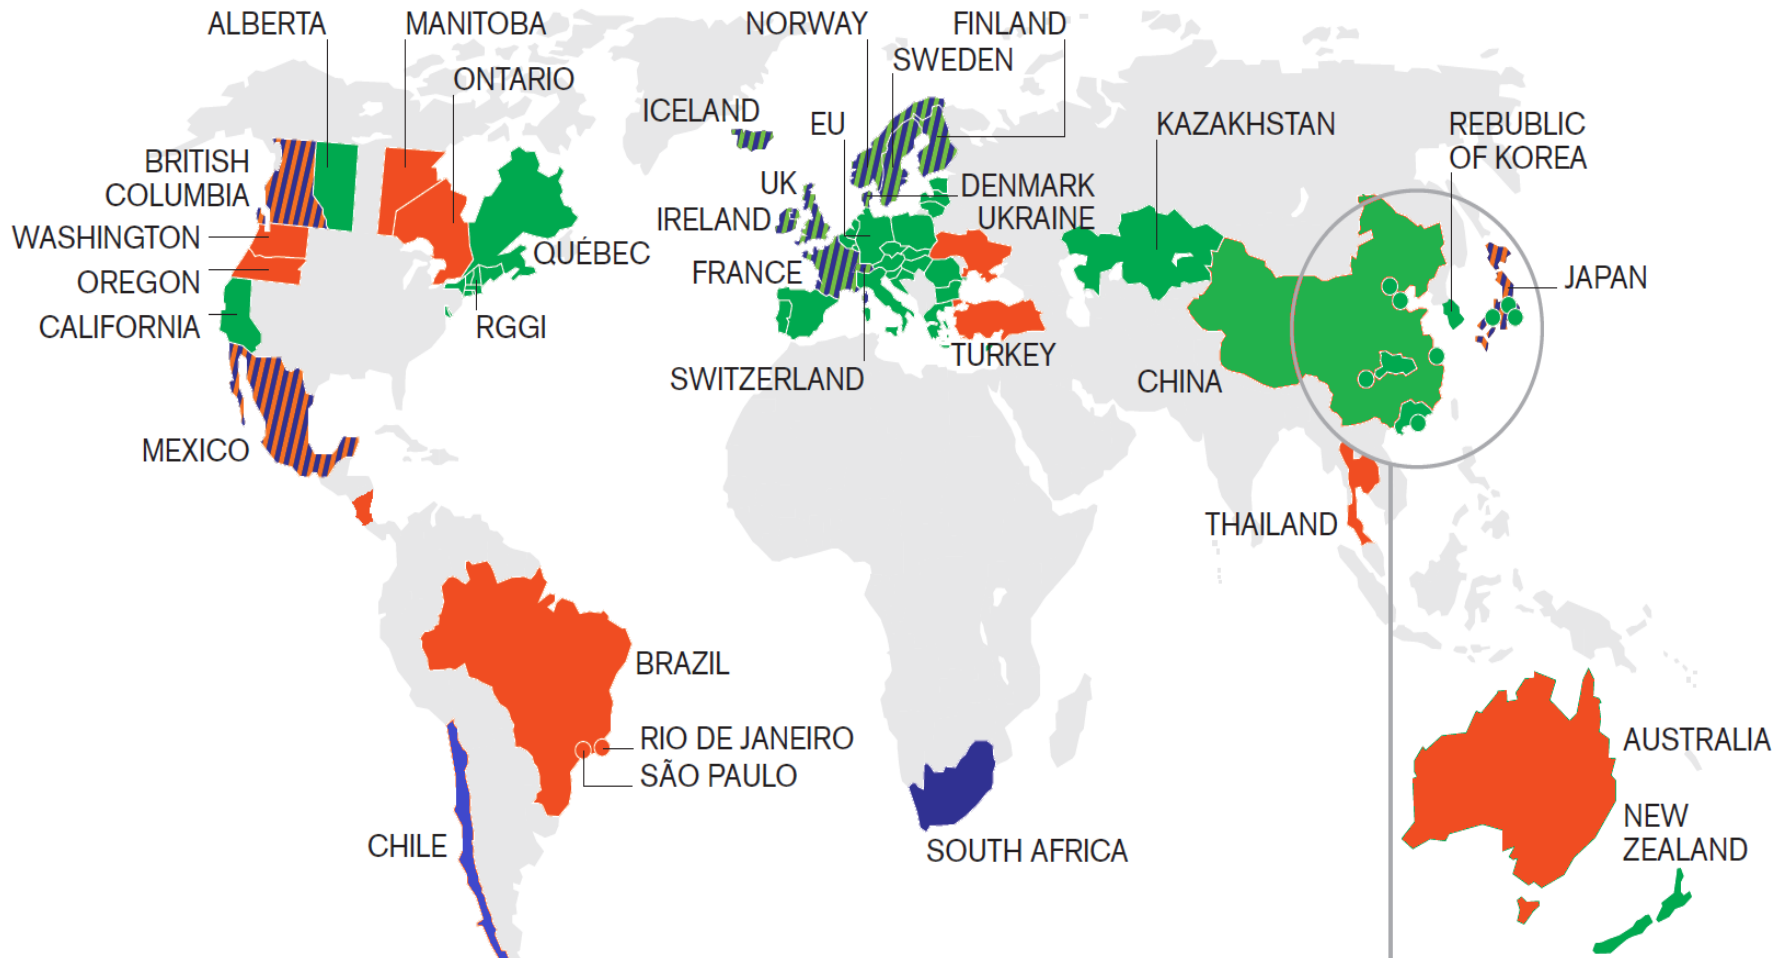 ALBERTA
MANITOBA
NORWAY
FINLAND
ONTARIO
SWEDEN
ICELAND
EU
KAZAKHSTAN
REBUBLIC
OF KOREA
BRITISH
COLUMBIA
UK
DENMARK
IRELAND
UKRAINE
WASHINGTON
QUÉBEC
OREGON
FRANCE
JAPAN
CALIFORNIA
RGGI
TURKEY
SWITZERLAND
CHINA
MEXICO
THAILAND
BRAZIL
RIO DE JANEIRO
SÃO PAULO
AUSTRALIA
CHILE
SOUTH AFRICA
NEW
ZEALAND